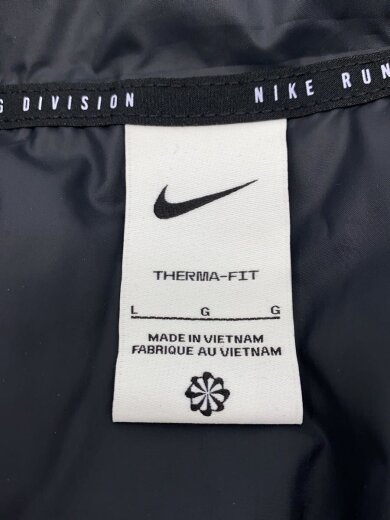 G DIVISION NIKE RUN
THERMA-FIT
L G G
MADE IN VIETNAM
FABRIQUE AU VIETNAM